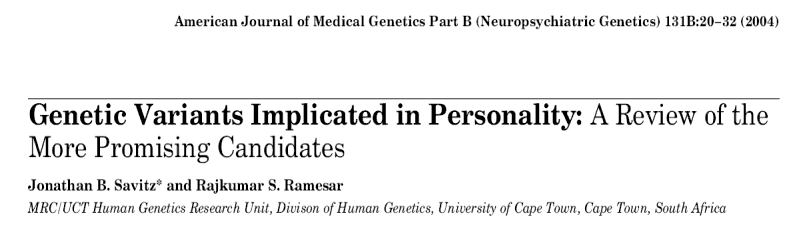 American Journal of Medical Genetics Part B (Neuropsychiatric Genetics) 131B:20–32 (2004)
Genetic Variants Implicated in Personality: A Review of the
More Promising Candidates
Jonathan B. Savitz* and Rajkumar S. Ramesar
MRC/UCT Human Genetics Research Unit, Divison of Human Genetics, University of Cape Town, Cape Town, South Africa